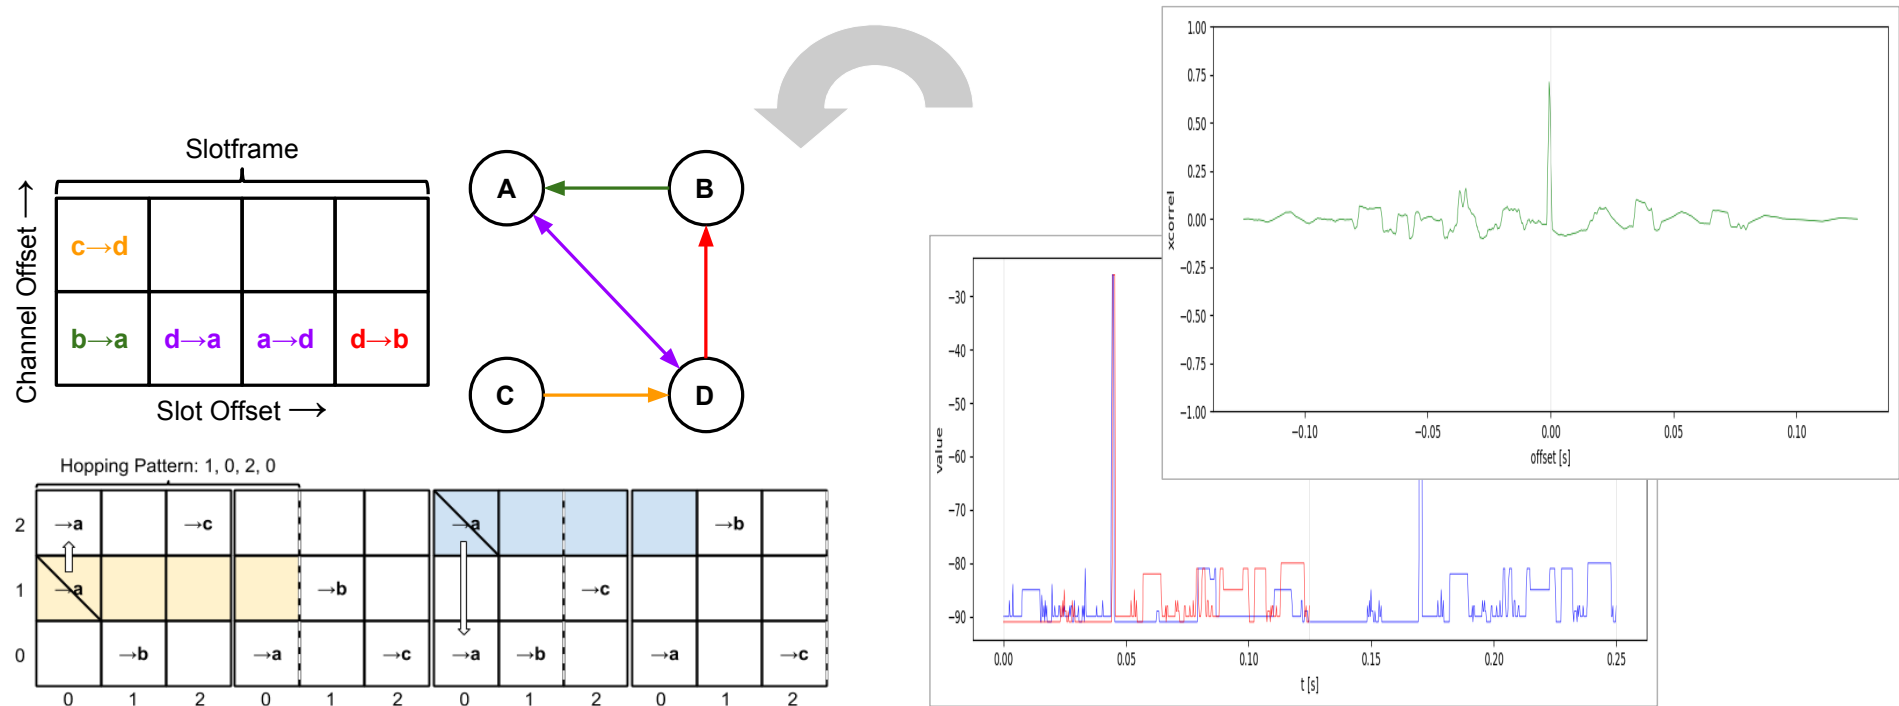 Slotframe
Channel Offset →
c→d
b→a d→a a→d d→b
Slot Offset →
A B
C D
Hopping Pattern: 1, 0, 2, 0
2 →a →c →a →b
1 →a →b →c
0 →b →a →c →a →b →a →c
0 1 2 0 1 2 0 1 2 0 1 2
1.00
0.75
0.50
0.25
0.00
−0.25
−0.50
−0.75
−1.00
xcorrel
−0.10 −0.05 0.00 0.05 0.10
offset [s]
−30
−40
−50
−60
−70
−80
−90
value
0.00 0.05 0.10 0.15 0.20 0.25
t [s]